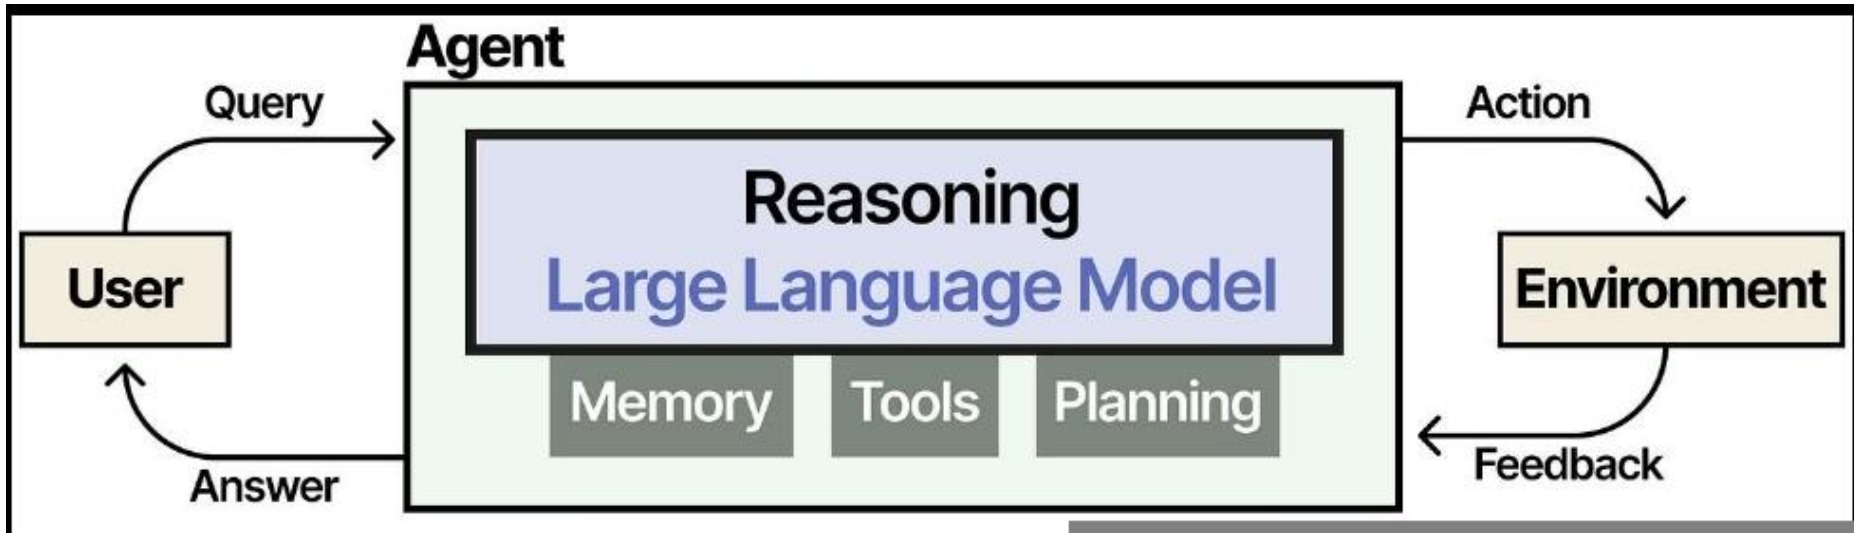 Agent
Query
Action
Reasoning
Large Language Model
User
Environment
Memory
Tools
Planning
Answer
Feedback